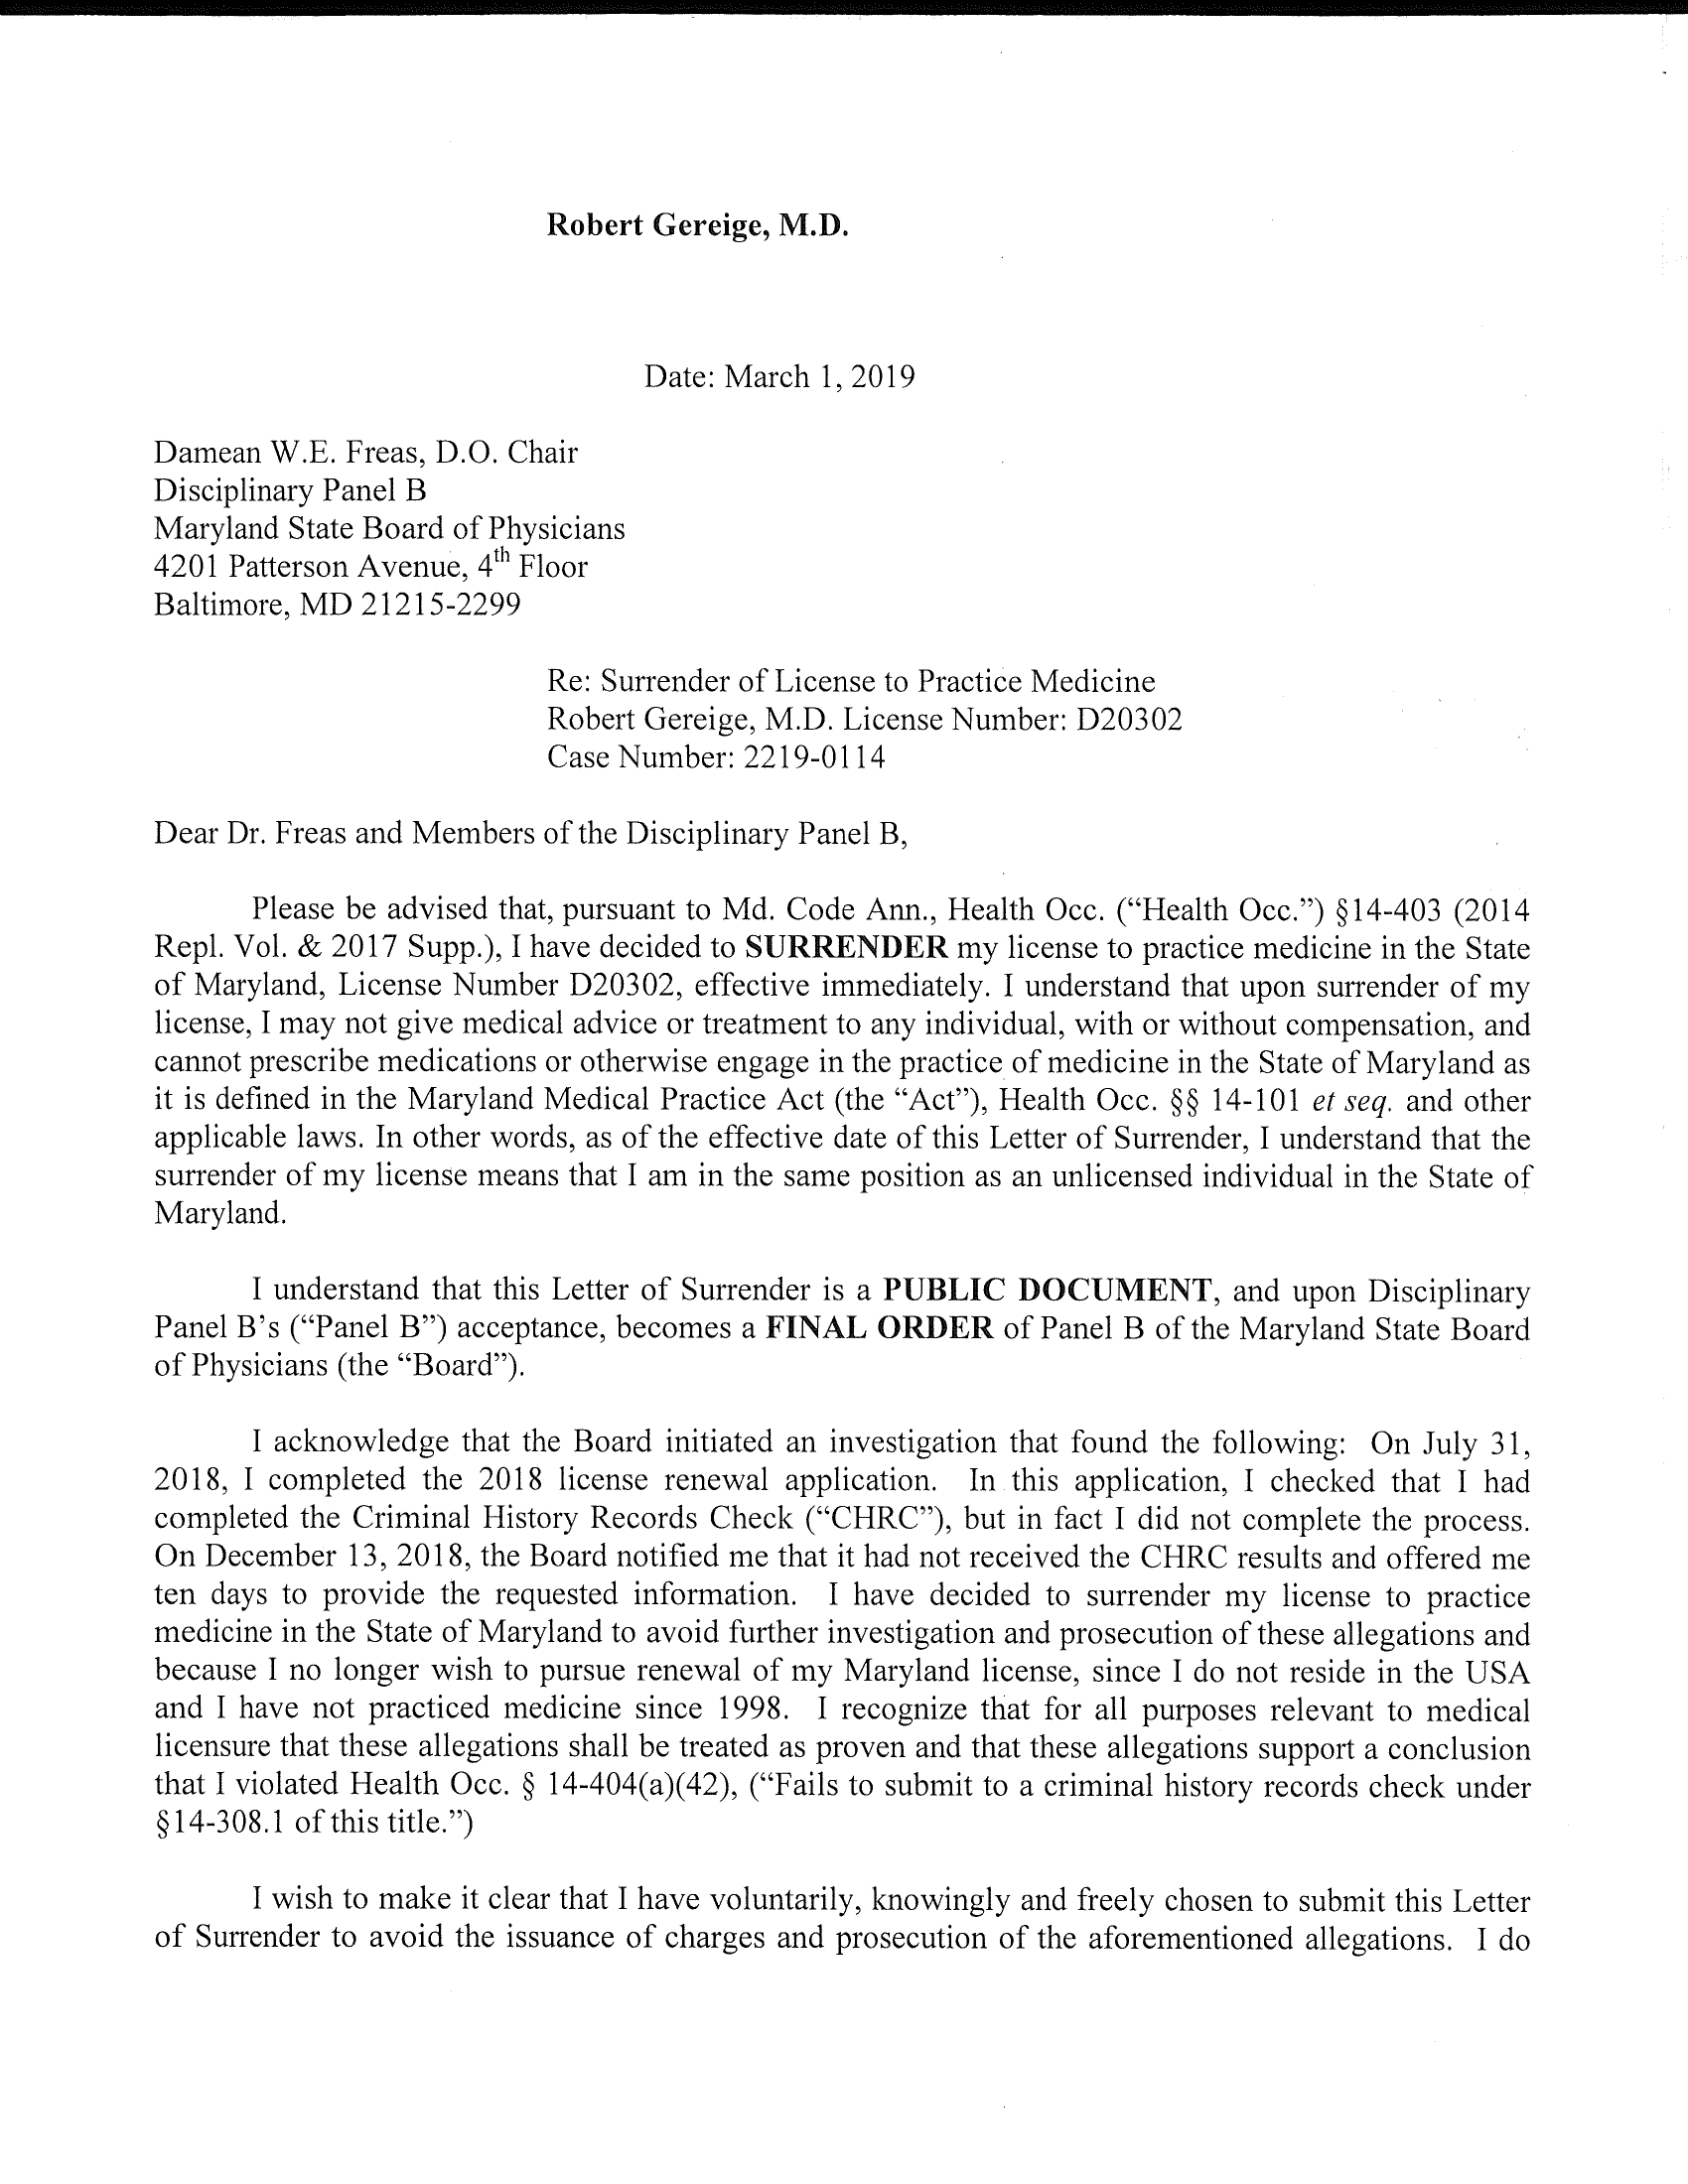 Robert Gereige, M.D.
Date: March 1, 2019
Damean W.E. Freas, D.O. Chair
Disciplinary Panel B
Maryland State Board of Physicians
4201 Patterson Avenue, 4th Floor
Baltimore, MD 21215-2299
Re: Surrender of License to Practice Medicine
Robert Gereige, M.D. License Number: D20302
Case Number: 2219-0114
Dear Dr. Freas and Members of the Disciplinary Panel B,
Please be advised that, pursuant to Md. Code Ann., Health Occ. (“Health Occ.”) §14-403 (2014
Repl. Vol. & 2017 Supp.), I have decided to SURRENDER my license to practice medicine in the State
of Maryland, License Number D20302, effective immediately. I understand that upon surrender of my
license, I may not give medical advice or treatment to any individual, with or without compensation, and
cannot prescribe medications or otherwise engage in the practice of medicine in the State of Maryland as
it is defined in the Maryland Medical Practice Act (the “Act”), Health Occ. §§ 14-101 et seq. and other
applicable laws. In other words, as of the effective date of this Letter of Surrender, I understand that the
surrender of my license means that I am in the same position as an unlicensed individual in the State of
Maryland.
I understand that this Letter of Surrender is a PUBLIC DOCUMENT, and upon Disciplinary
Panel B’s (“Panel B”) acceptance, becomes a FINAL ORDER of Panel B of the Maryland State Board
of Physicians (the “Board”).
I acknowledge that the Board initiated an investigation that found the following: On July 31,
2018, I completed the 2018 license renewal application. In this application, I checked that I had
completed the Criminal History Records Check (“CHRC”), but in fact I did not complete the process.
On December 13, 2018, the Board notified me that it had not received the CHRC results and offered me
ten days to provide the requested information. I have decided to surrender my license to practice
medicine in the State of Maryland to avoid further investigation and prosecution of these allegations and
because I no longer wish to pursue renewal of my Maryland license, since I do not reside in the USA
and I have not practiced medicine since 1998. I recognize that for all purposes relevant to medical
licensure that these allegations shall be treated as proven and that these allegations support a conclusion
that I violated Health Occ. § 14-404(a)(42), (“Fails to submit to a criminal history records check under
§14-308.1 of this title.”)
I wish to make it clear that I have voluntarily, knowingly and freely chosen to submit this Letter
of Surrender to avoid the issuance of charges and prosecution of the aforementioned allegations. I do